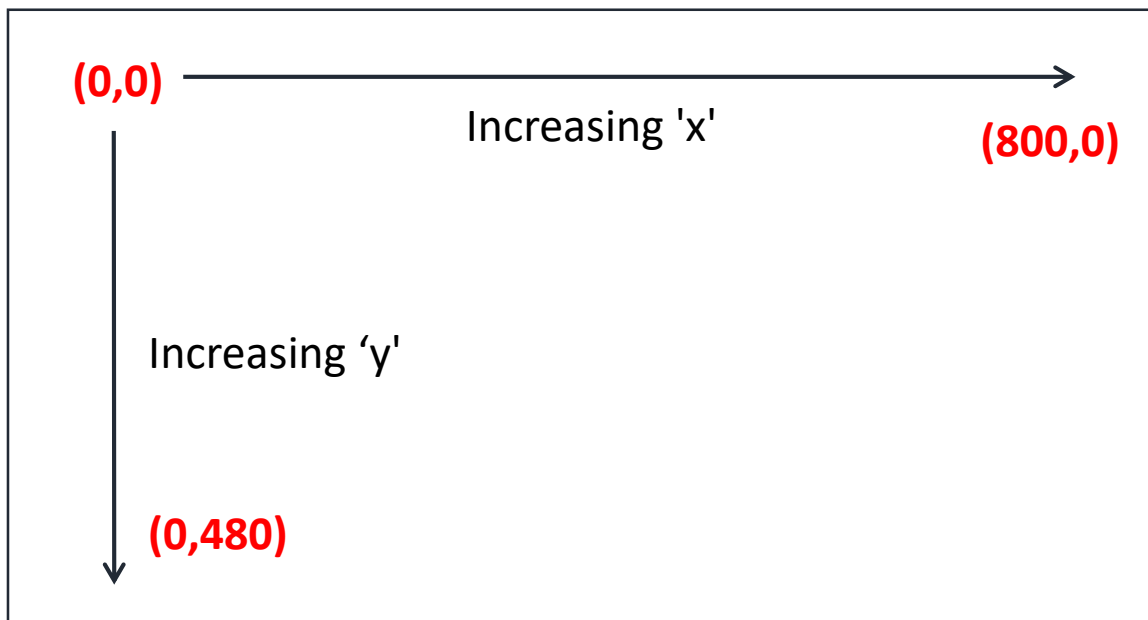 (0,0)
Increasing 'x'
(800,0)
Increasing ‘y'
(0,480)